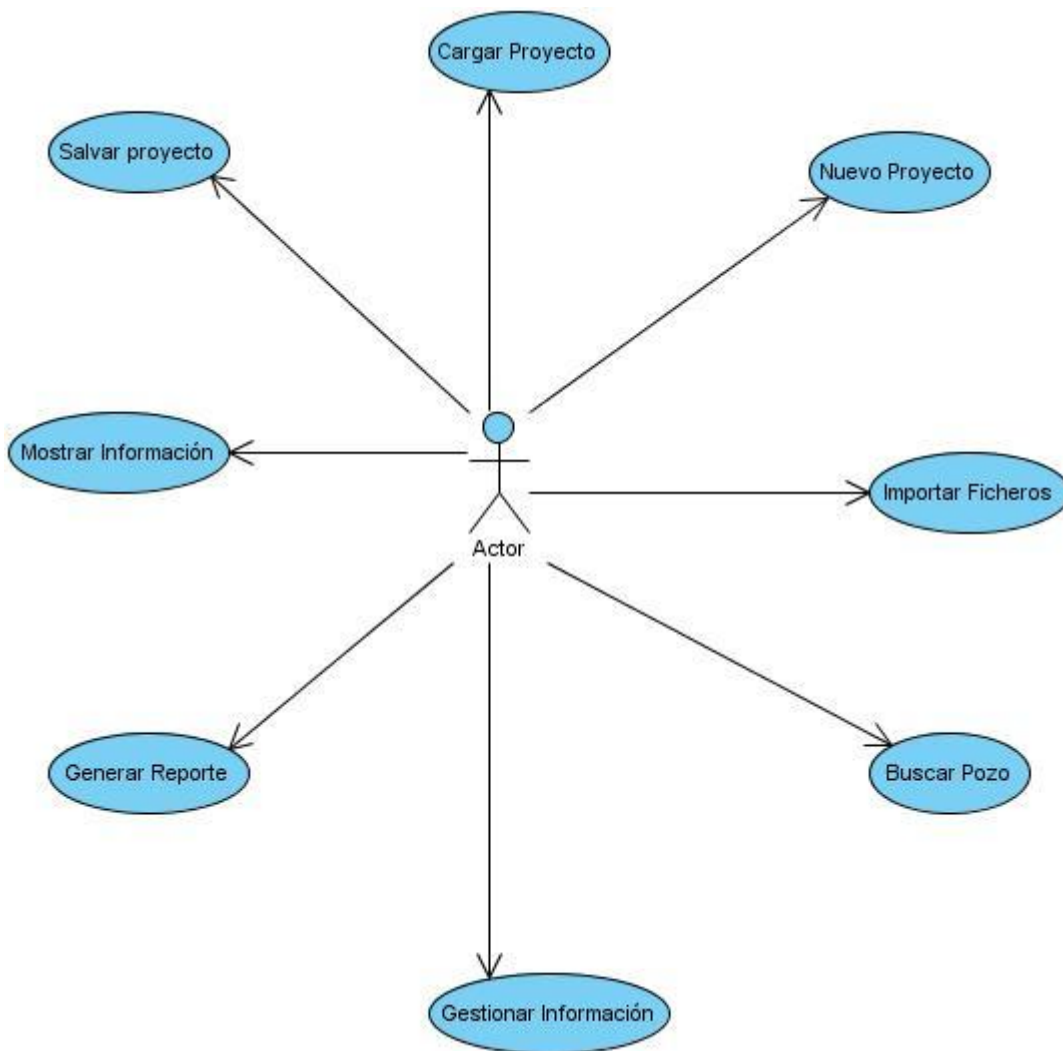 Cargar Proyecto
Salvar proyecto
Nuevo Proyecto
Mostrar Información
Importar Ficheros
Actor
Generar Reporte
Buscar Pozo
Gestionar Información